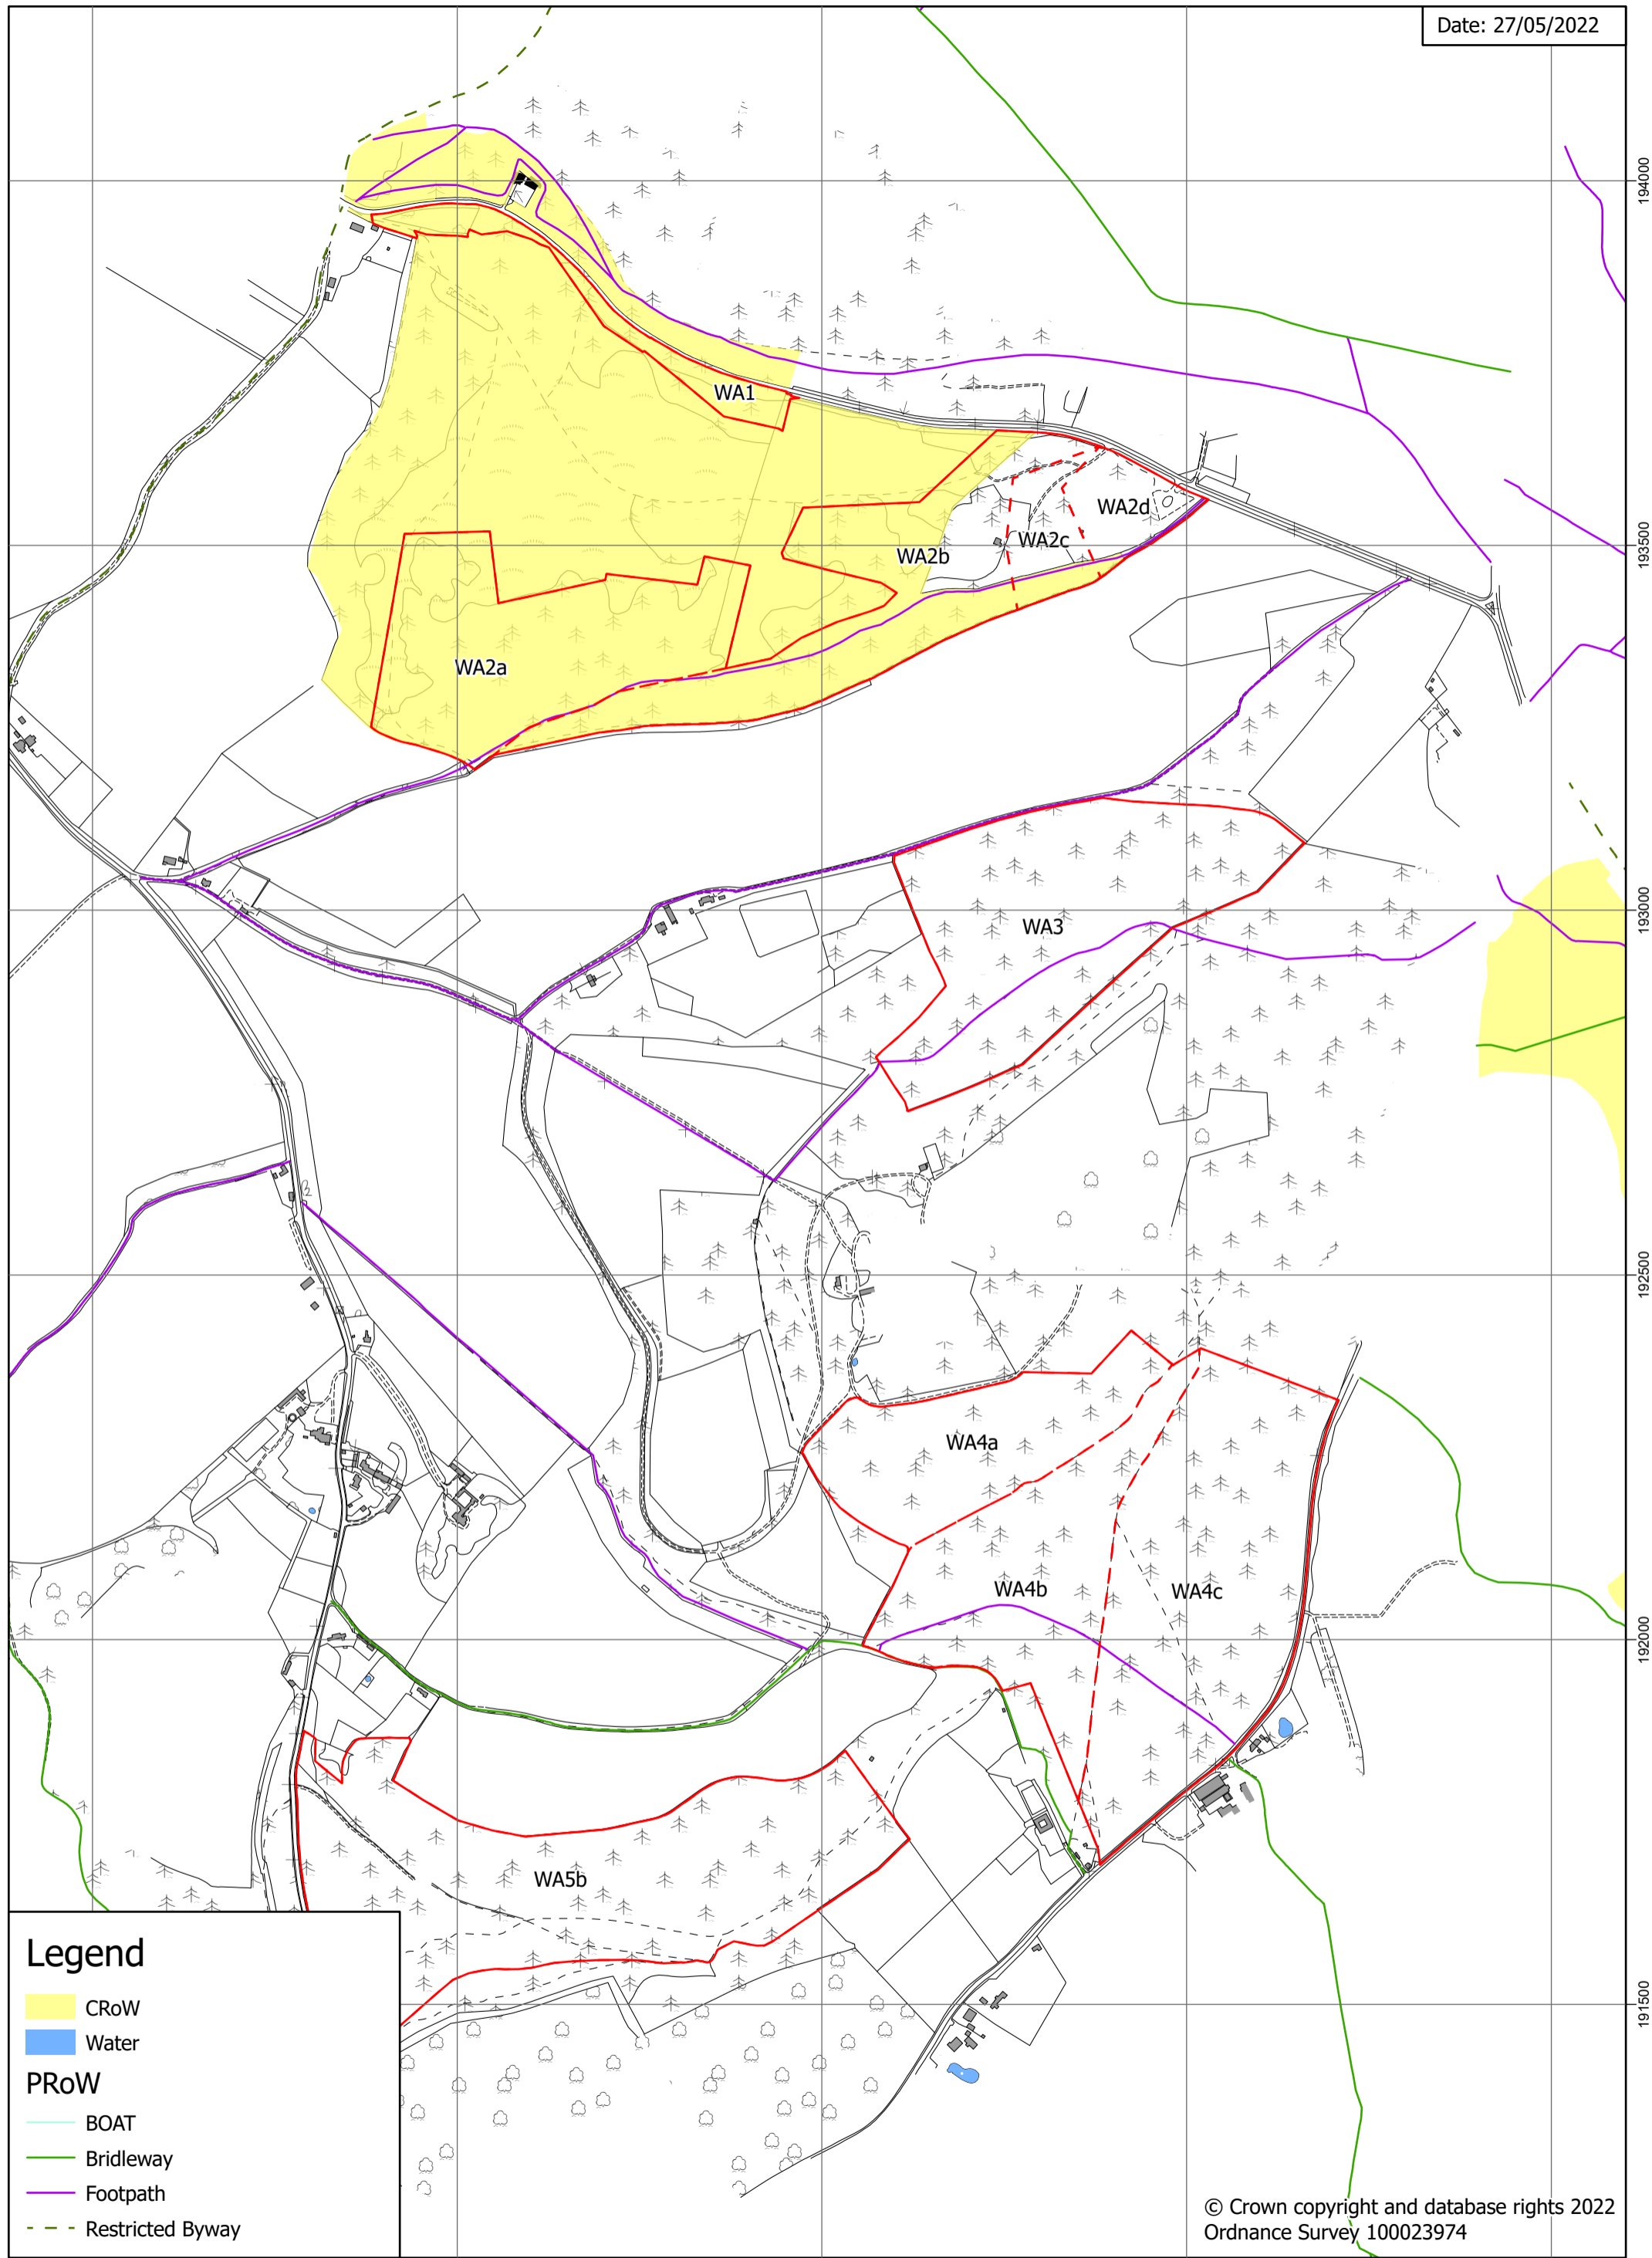 Date: 27/05/2022
194000
WA1
WA2d
193500
WA2c
WA2b
WA2a
193000
WA3
192500
WA4a
WA4b
WA4c
192000
WA5b
191500
Legend
CRoW
Water
PRoW
BOAT
Bridleway
Footpath
Restricted Byway
© Crown copyright and database rights 2022
Ordnance Survey 100023974